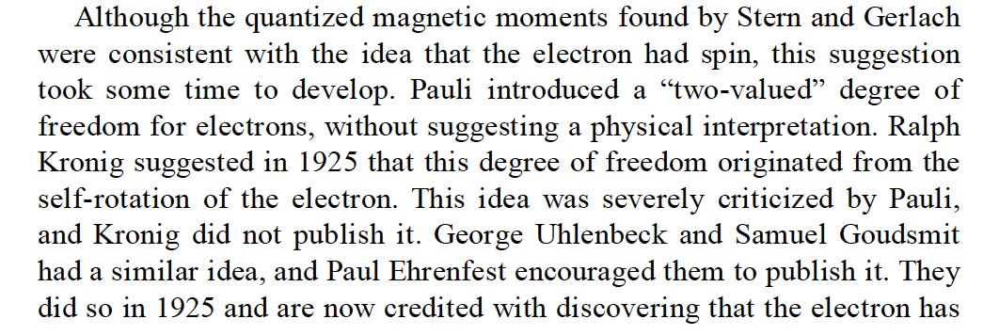 Although the quantized magnetic moments found by Stern and Gerlach
were consistent with the idea that the electron had spin, this suggestion
took some time to develop. Pauli introduced a “two-valued” degree of
freedom for electrons, without suggesting a physical interpretation. Ralph
Kronig suggested in 1925 that this degree of freedom originated from the
self-rotation of the electron. This idea was severely criticized by Pauli,
and Kronig did not publish it. George Uhlenbeck and Samuel Goudsmit
had a similar idea, and Paul Ehrenfest encouraged them to publish it. They
did so in 1925 and are now credited with discovering that the electron has